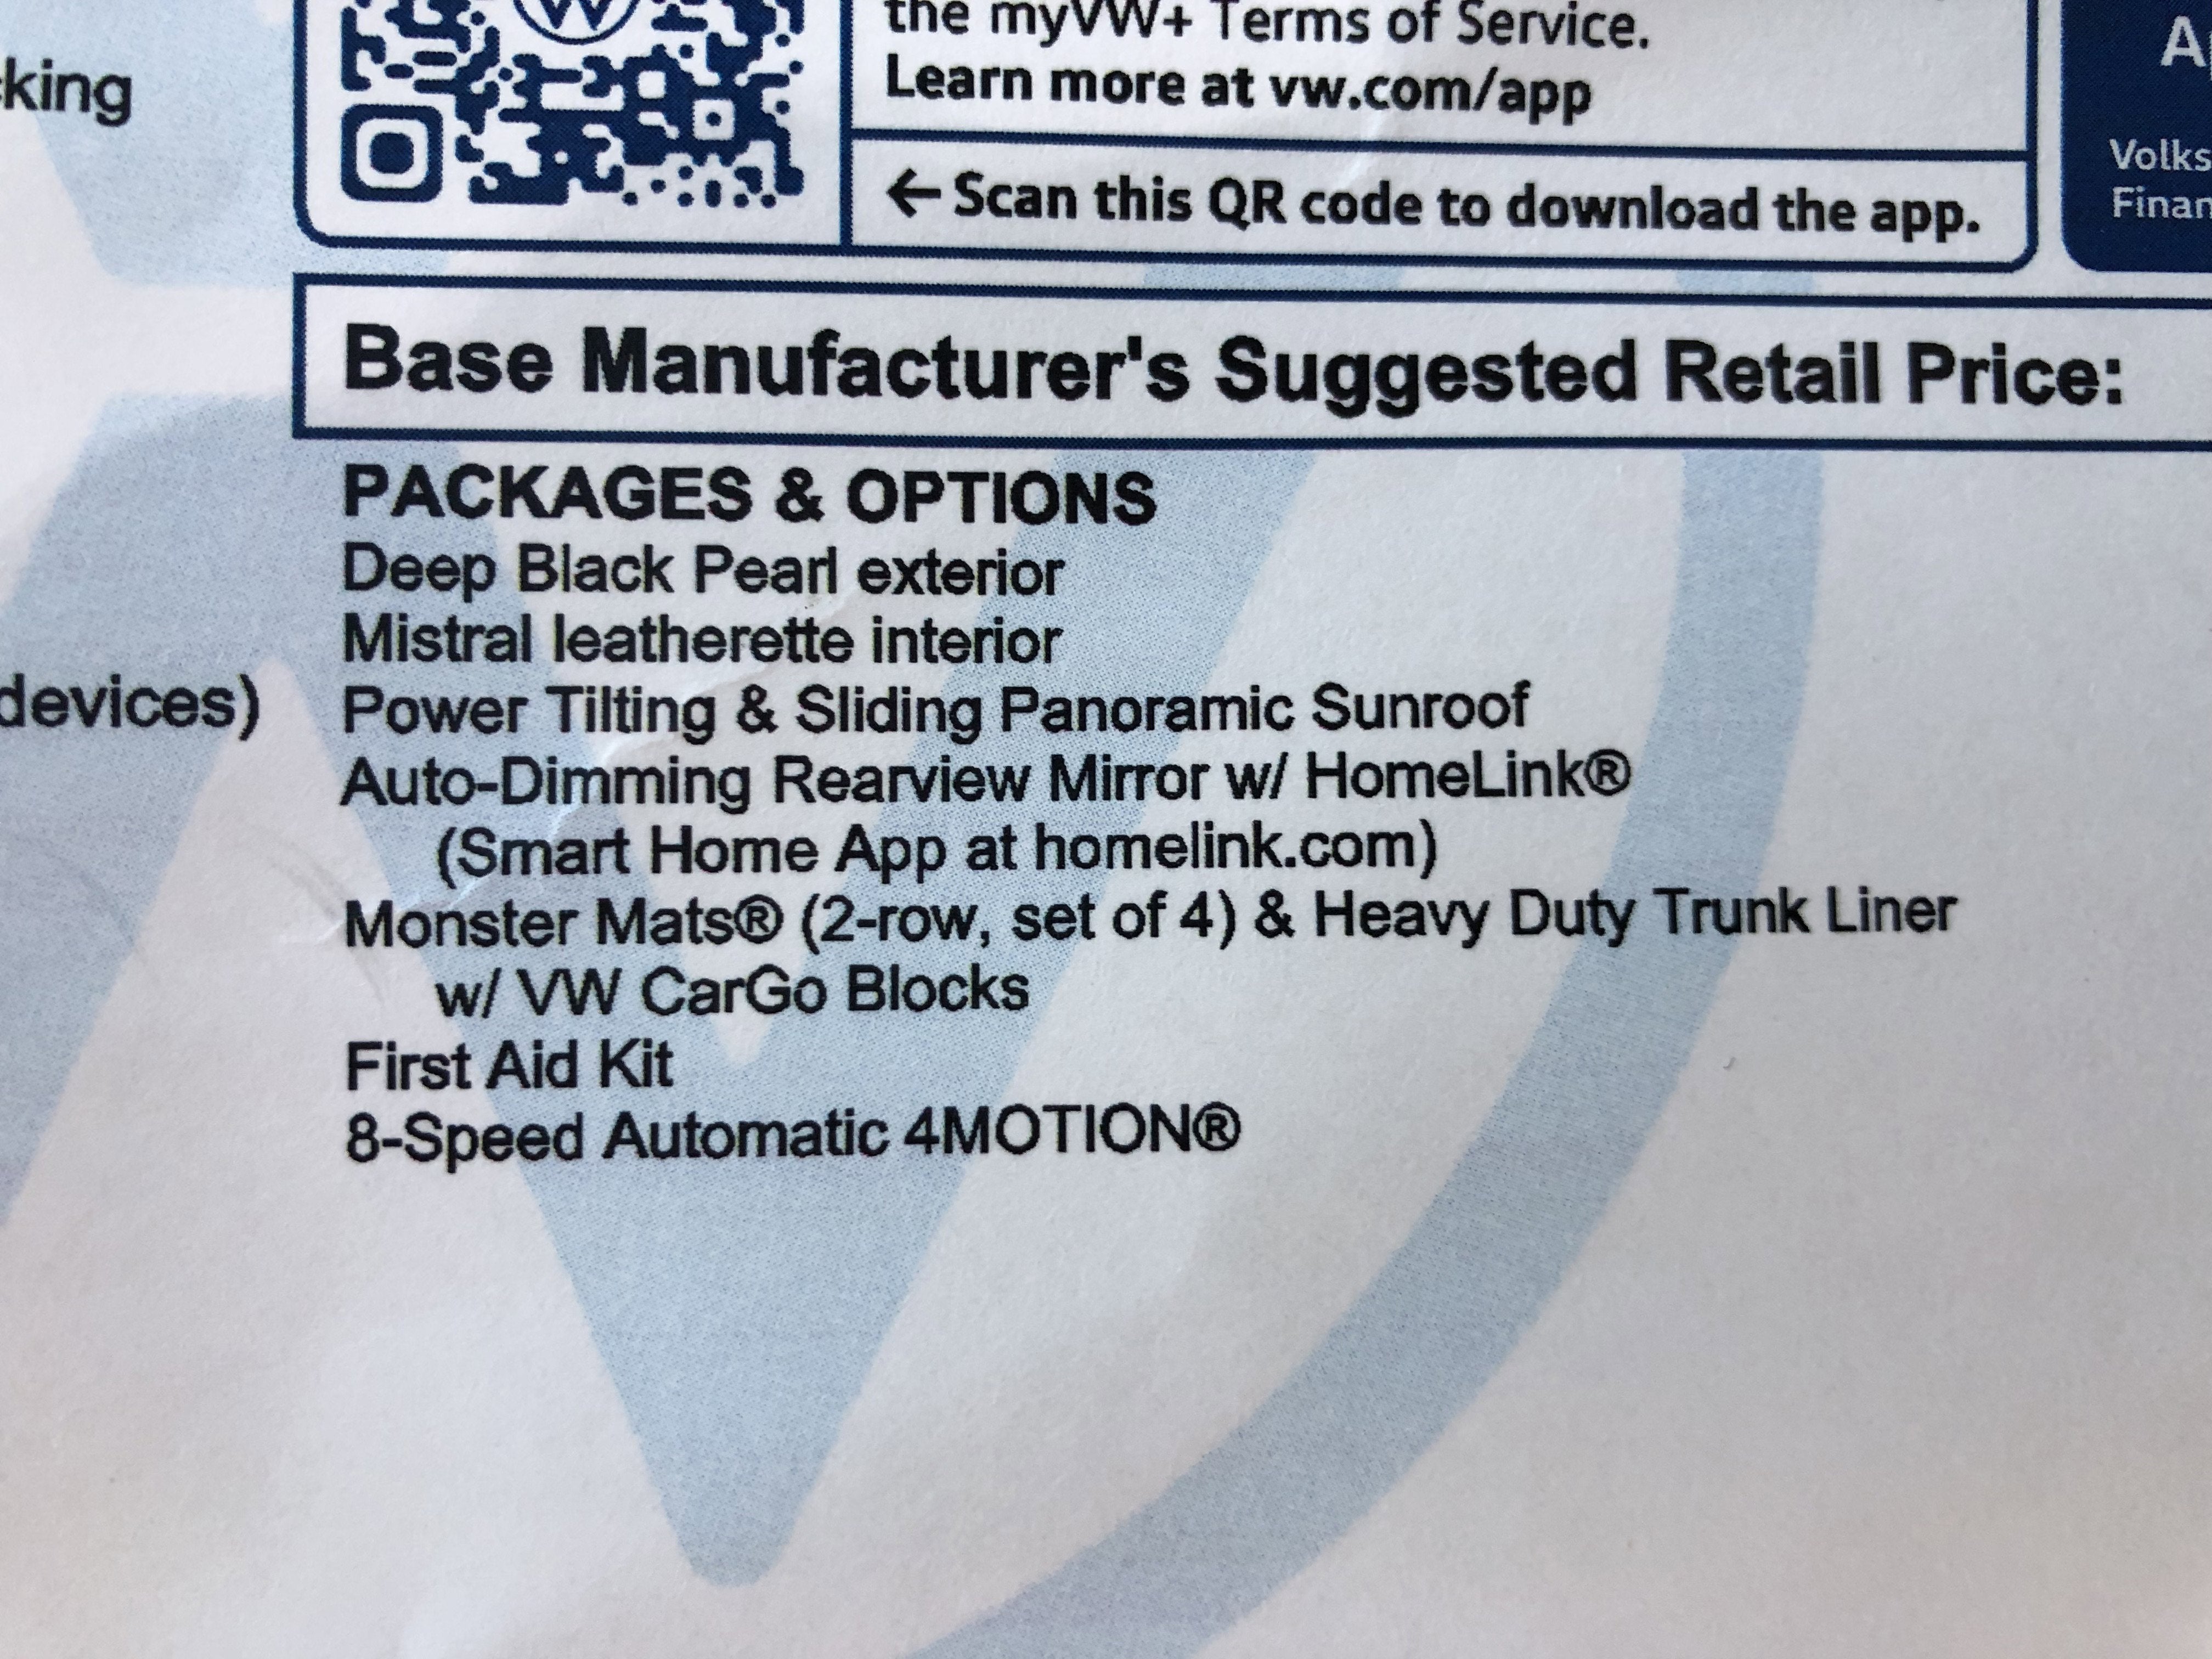 the myVW+ Terms of Service.
Learn more at vw.com/app
← Scan this QR code to download the app.
Base Manufacturer's Suggested Retail Price:
PACKAGES & OPTIONS
Deep Black Pearl exterior
Mistral leatherette interior
devices)
Power Tilting & Sliding Panoramic Sunroof
Auto-Dimming Rearview Mirror w/ HomeLink®
(Smart Home App at homelink.com)
Monster Mats® (2-row, set of 4) & Heavy Duty Trunk Liner
w/ VW CarGo Blocks
First Aid Kit
8-Speed Automatic 4MOTION®